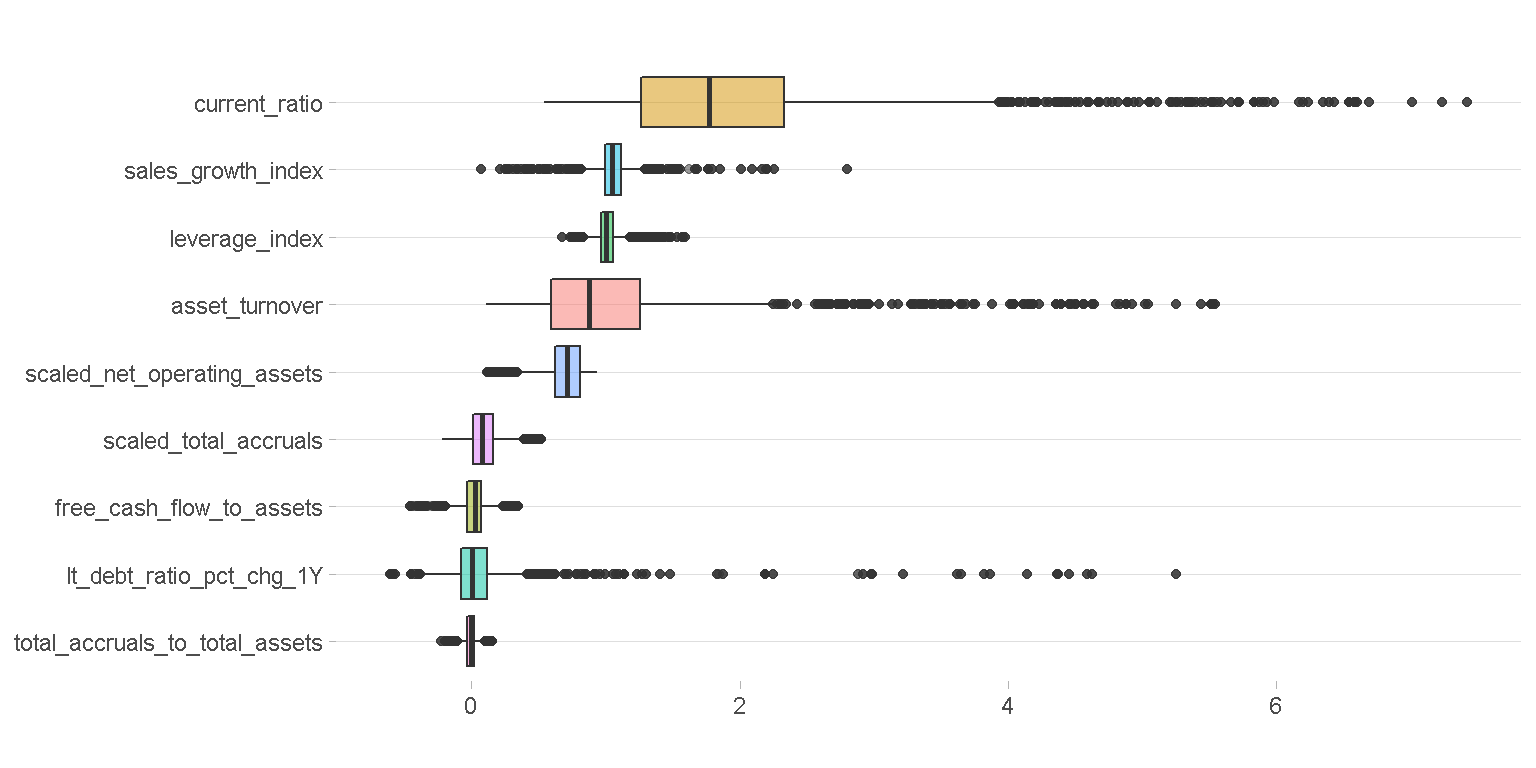 current_ratio
sales_growth_index
leverage_index
asset_turnover
scaled_net_operating_assets
scaled_total_accruals
free_cash_flow_to_assets
lt_debt_ratio_pct_chg_1Y
total_accruals_to_total_assets
0 2 4 6